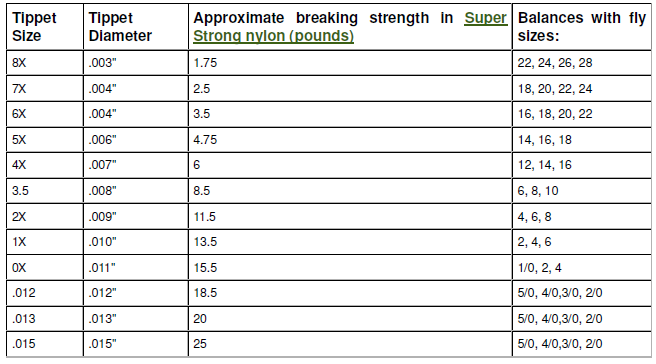 Tippet Size | Tippet Diameter | Approximate breaking strength in Super Strong nylon (pounds) | Balances with fly sizes:
8X | .003" | 1.75 | 22, 24, 26, 28
7X | .004" | 2.5 | 18, 20, 22, 24
6X | .004" | 3.5 | 16, 18, 20, 22
5X | .006" | 4.75 | 14, 16, 18
4X | .007" | 6 | 12, 14, 16
3.5 | .008" | 8.5 | 6, 8, 10
2X | .009" | 11.5 | 4, 6, 8
1X | .010" | 13.5 | 2, 4, 6
0X | .011" | 15.5 | 1/0, 2, 4
.012 | .012" | 18.5 | 5/0, 4/0,3/0, 2/0
.013 | .013" | 20 | 5/0, 4/0,3/0, 2/0
.015 | .015" | 25 | 5/0, 4/0,3/0, 2/0